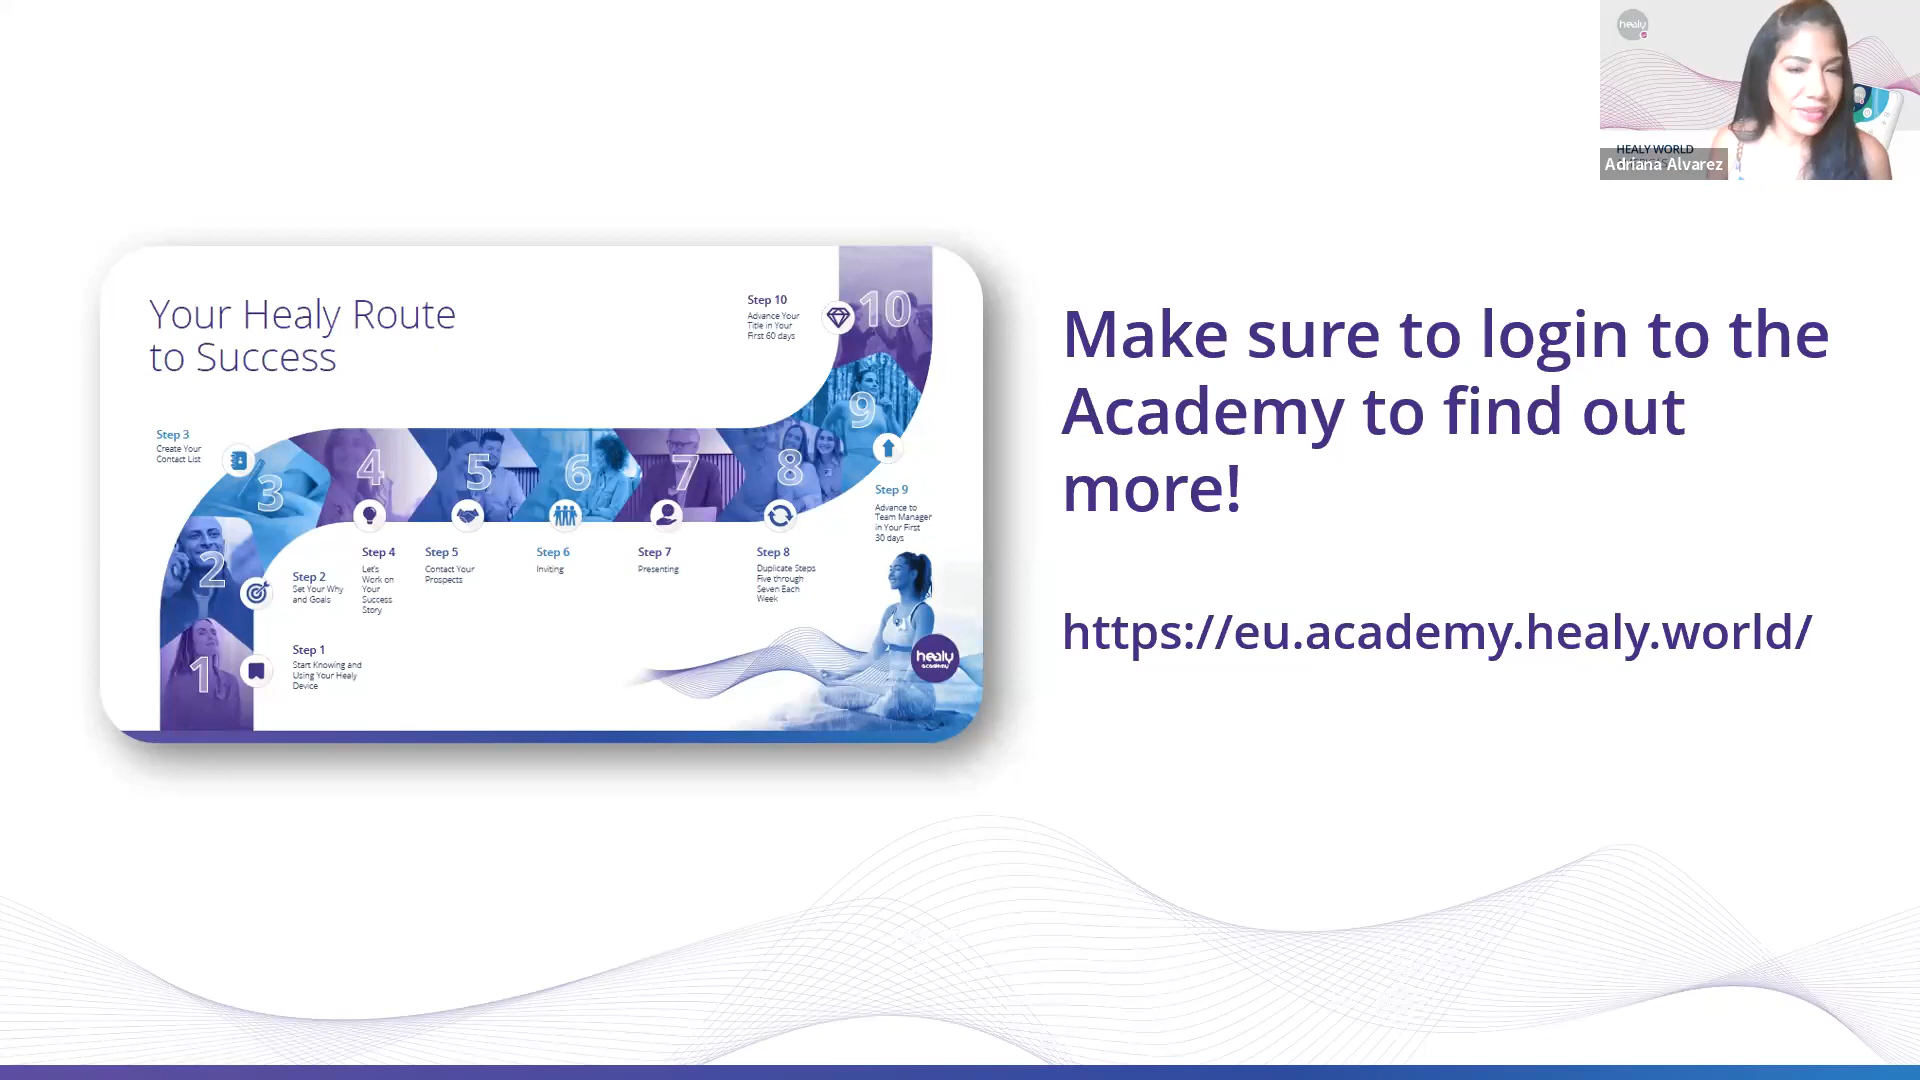 healy
HEALY WORLD
Adriana Alvarez
Your Healy Route
to Success
Step 10
Advance Your
Title in Your
First 60 days
10
9
Step 3
Create Your
Contact List
3
4
5
6
7
8
Step 9
Advance to
Team Manager
in Your First
30 days
2
Step 2
Set Your Why
and Goals
Step 4
Let's
Work on
Your
Success
Story
Step 5
Contact Your
Prospects
Step 6
Inviting
Step 7
Presenting
Step 8
Duplicate Steps
Five through
Seven Each
Week
1
Step 1
Start Knowing and
Using Your Healy
Device
healy
academy
Make sure to login to the
Academy to find out
more!
https://eu.academy.healy.world/